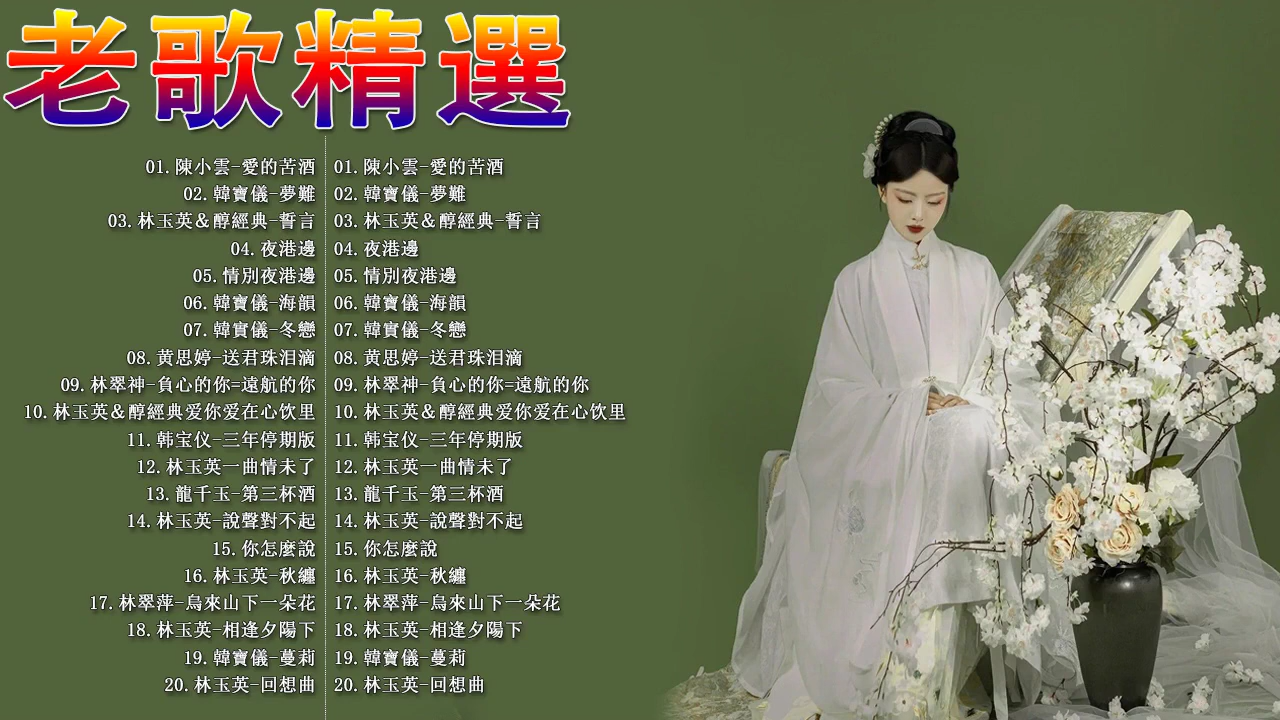 老歌精選
01.陳小雲-愛的苦酒
02.韓寶儀-夢難
03.林玉英＆醇經典-誓言
04.夜港邊
05.情別夜港邊
06.韓寶儀-海韻
07.韓實儀-冬戀
08.黄思婷-送君珠泪滴
09.林翠神-負心的你=遠航的你
10.林玉英＆醇經典爱你爱在心饮里
11.韩宝仪-三年停期版
12.林玉英一曲情未了
13.龍千玉-第三杯酒
14.林玉英-說聲對不起
15.你怎麼說
16.林玉英-秋纏
17.林翠萍-烏來山下一朵花
18.林玉英-相逢夕陽下
19.韓寶儀-蔓莉
20.林玉英-回想曲
01.陳小雲-愛的苦酒
02.韓寶儀-夢難
03.林玉英＆醇經典-誓言
04.夜港邊
05.情別夜港邊
06.韓寶儀-海韻
07.韓實儀-冬戀
08.黄思婷-送君珠泪滴
09.林翠神-負心的你=遠航的你
10.林玉英＆醇經典爱你爱在心饮里
11.韩宝仪-三年停期版
12.林玉英一曲情未了
13.龍千玉-第三杯酒
14.林玉英-說聲對不起
15.你怎麼說
16.林玉英-秋纏
17.林翠萍-烏來山下一朵花
18.林玉英-相逢夕陽下
19.韓寶儀-蔓莉
20.林玉英-回想曲